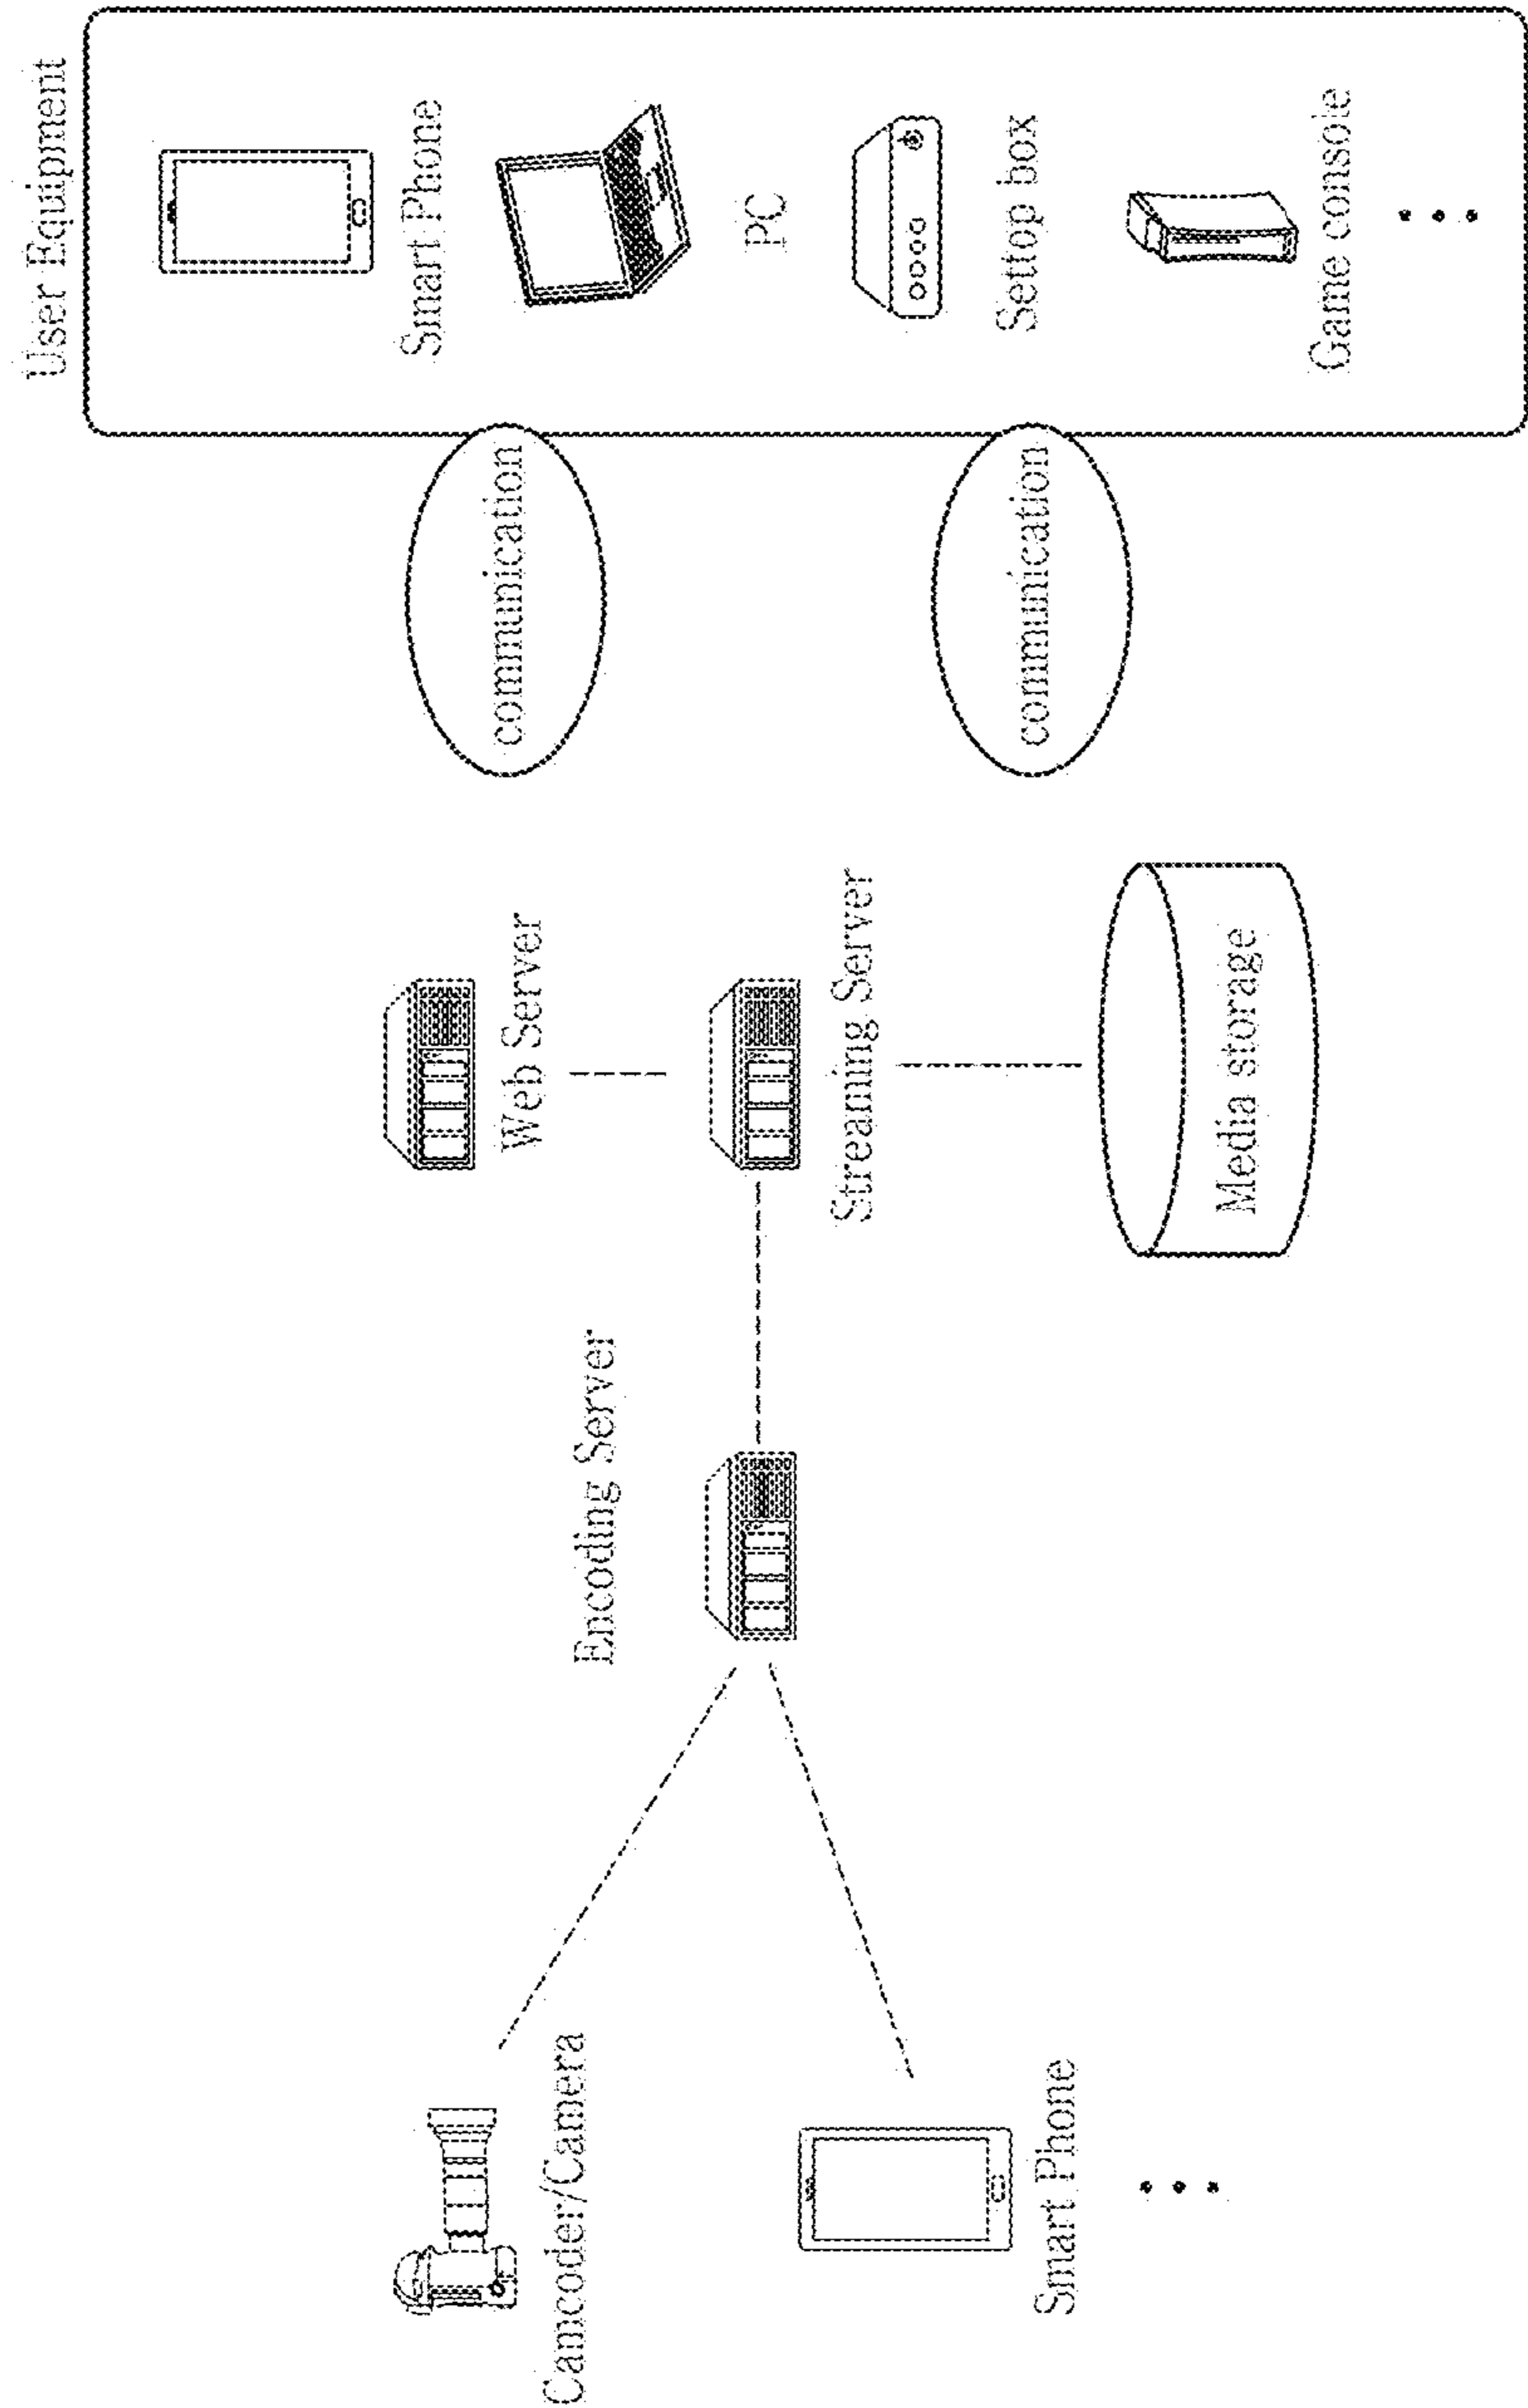 User Equipment
Smart Phone
PC
Settop box
Game console
communication
communication
Web Server
Streaming Server
Media storage
Encoding Server
Camcoder/Camera
Smart Phone